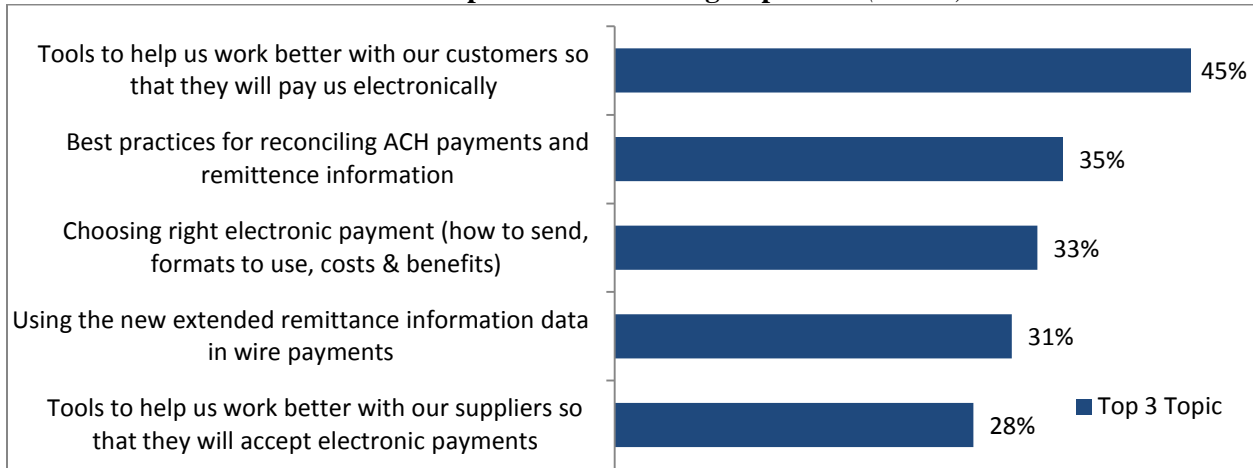 Tools to help us work better with our customers so
that they will pay us electronically
45%
Best practices for reconciling ACH payments and
remittence information
35%
Choosing right electronic payment (how to send,
formats to use, costs & benefits)
33%
Using the new extended remittance information data
in wire payments
31%
Tools to help us work better with our suppliers so
that they will accept electronic payments
28%
Top 3 Topic